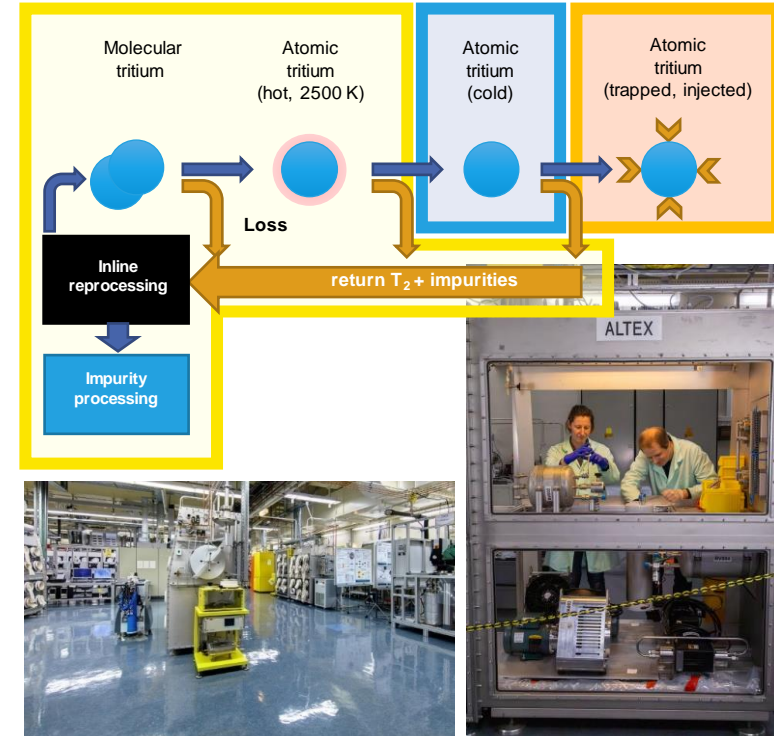 Molecular
tritium
Atomic
tritium
(hot, 2500 K)
Atomic
tritium
(cold)
Atomic
tritium
(trapped, injected)
Loss
Inline
reprocessing
return T₂ + impurities
Impurity
processing
ALTEX